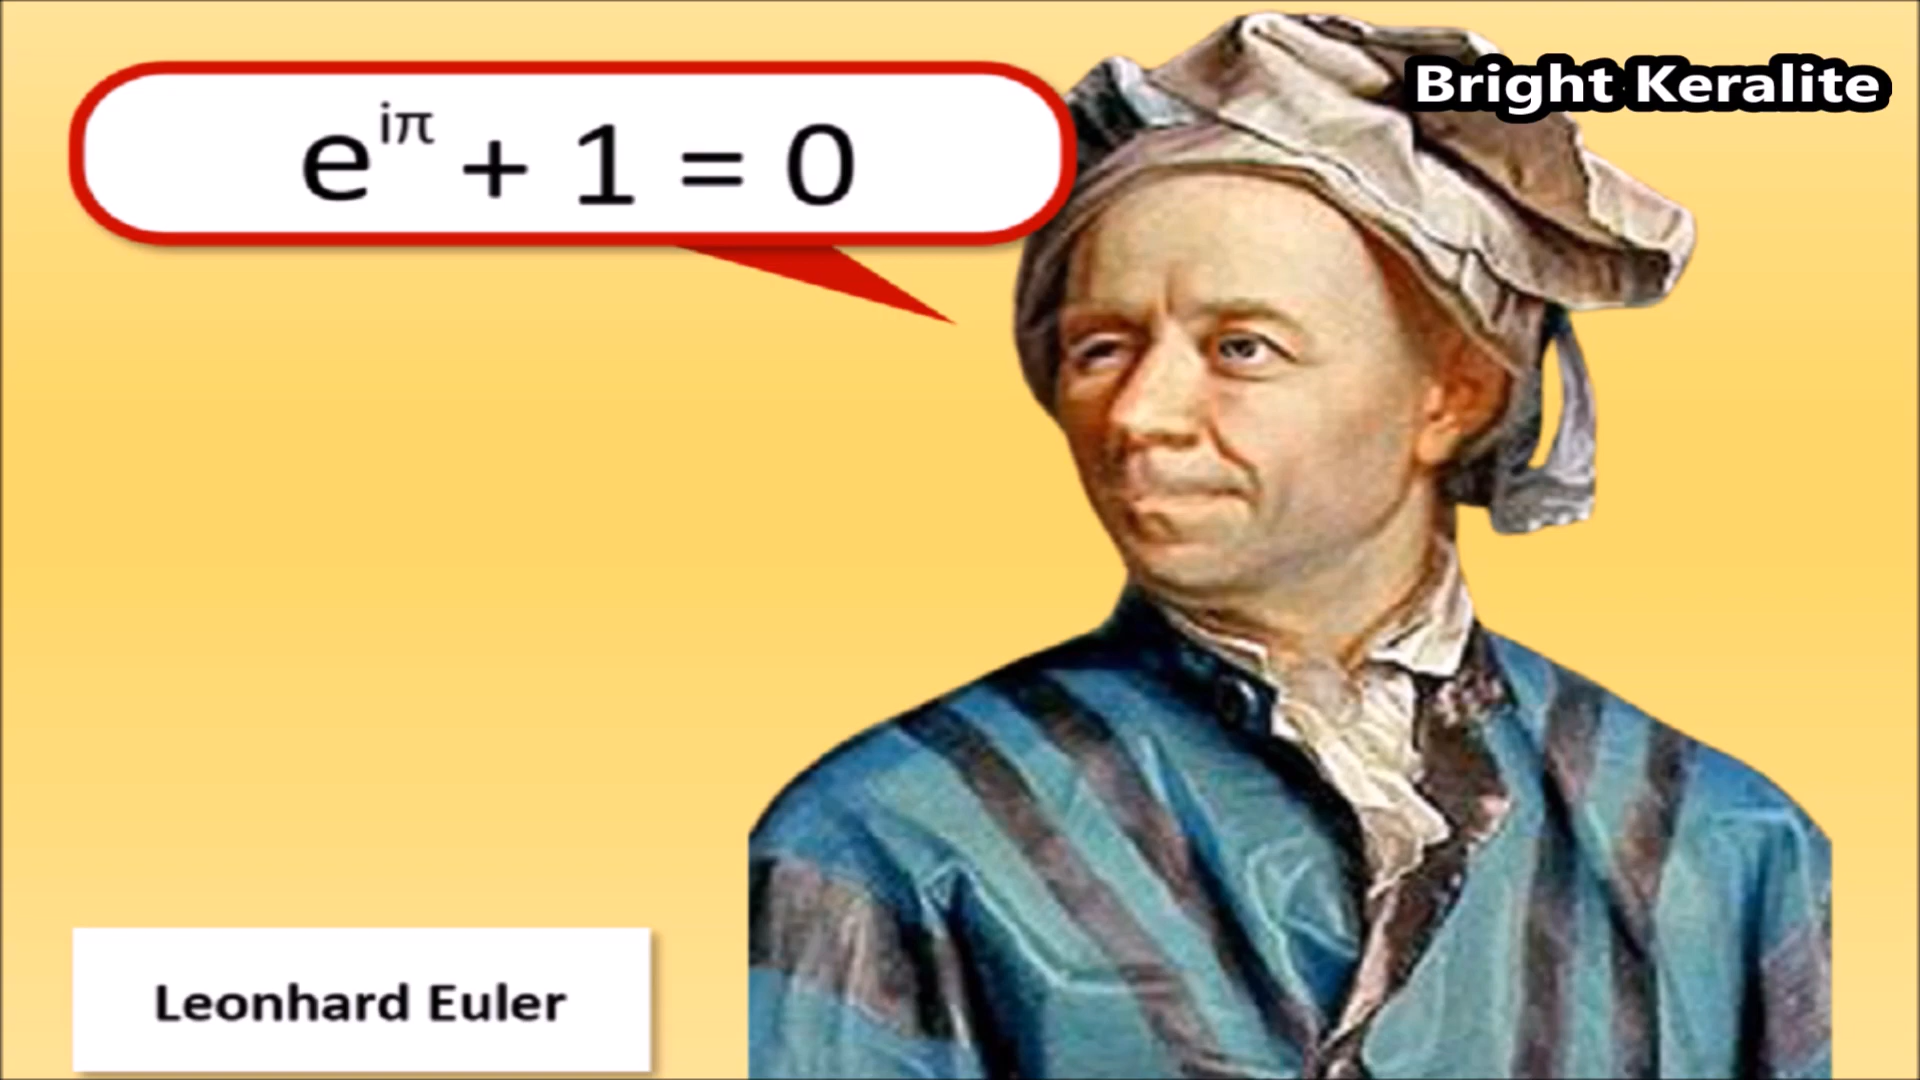 Bright Keralite
e^{iπ} + 1 = 0
Leonhard Euler